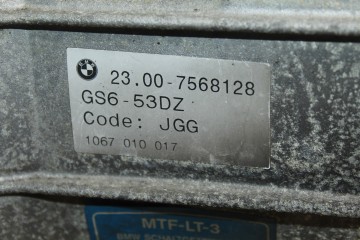 BMW
23.00-7568128
GS6-53DZ
Code: JGG
1067 010 017
MTF-LT-3